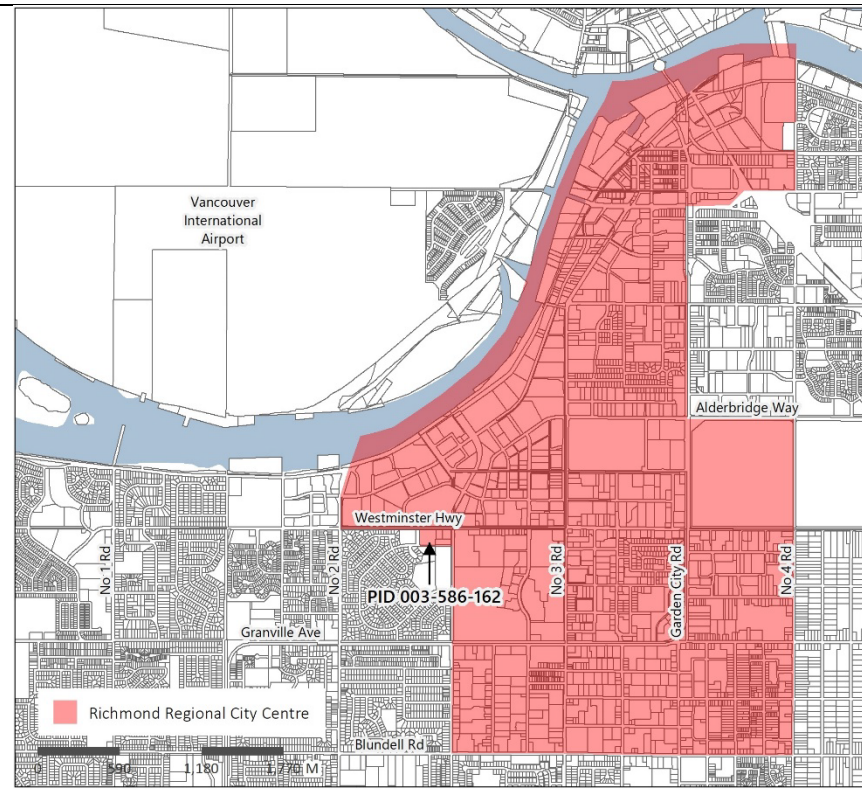 Vancouver
International
Airport
Alderbridge Way
Westminster Hwy
No 1 Rd
No 2 Rd
No 3 Rd
Garden City Rd
No 4 Rd
PID 003-586-162
Granville Ave
Richmond Regional City Centre
Blundell Rd
0 590 1,180 1,770 M